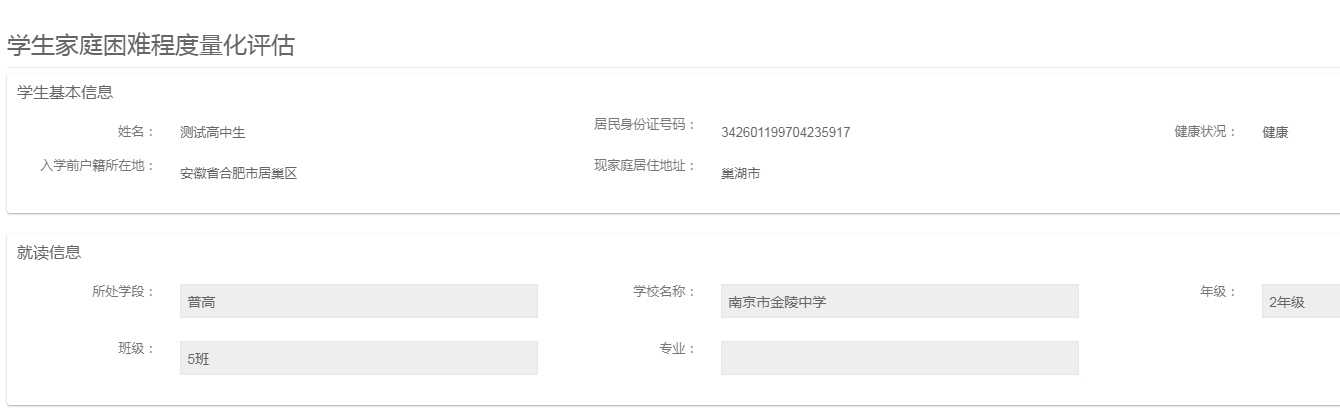 学生家庭困难程度量化评估
学生基本信息
姓名： 测试高中生 居民身份证号码： 342601199704235917 健康状况： 健康
入学前户籍所在地： 安徽省合肥市居巢区 现家庭居住地址： 巢湖市
就读信息
所处学段： 普高 学校名称： 南京市金陵中学 年级： 2年级
班级： 5班 专业：